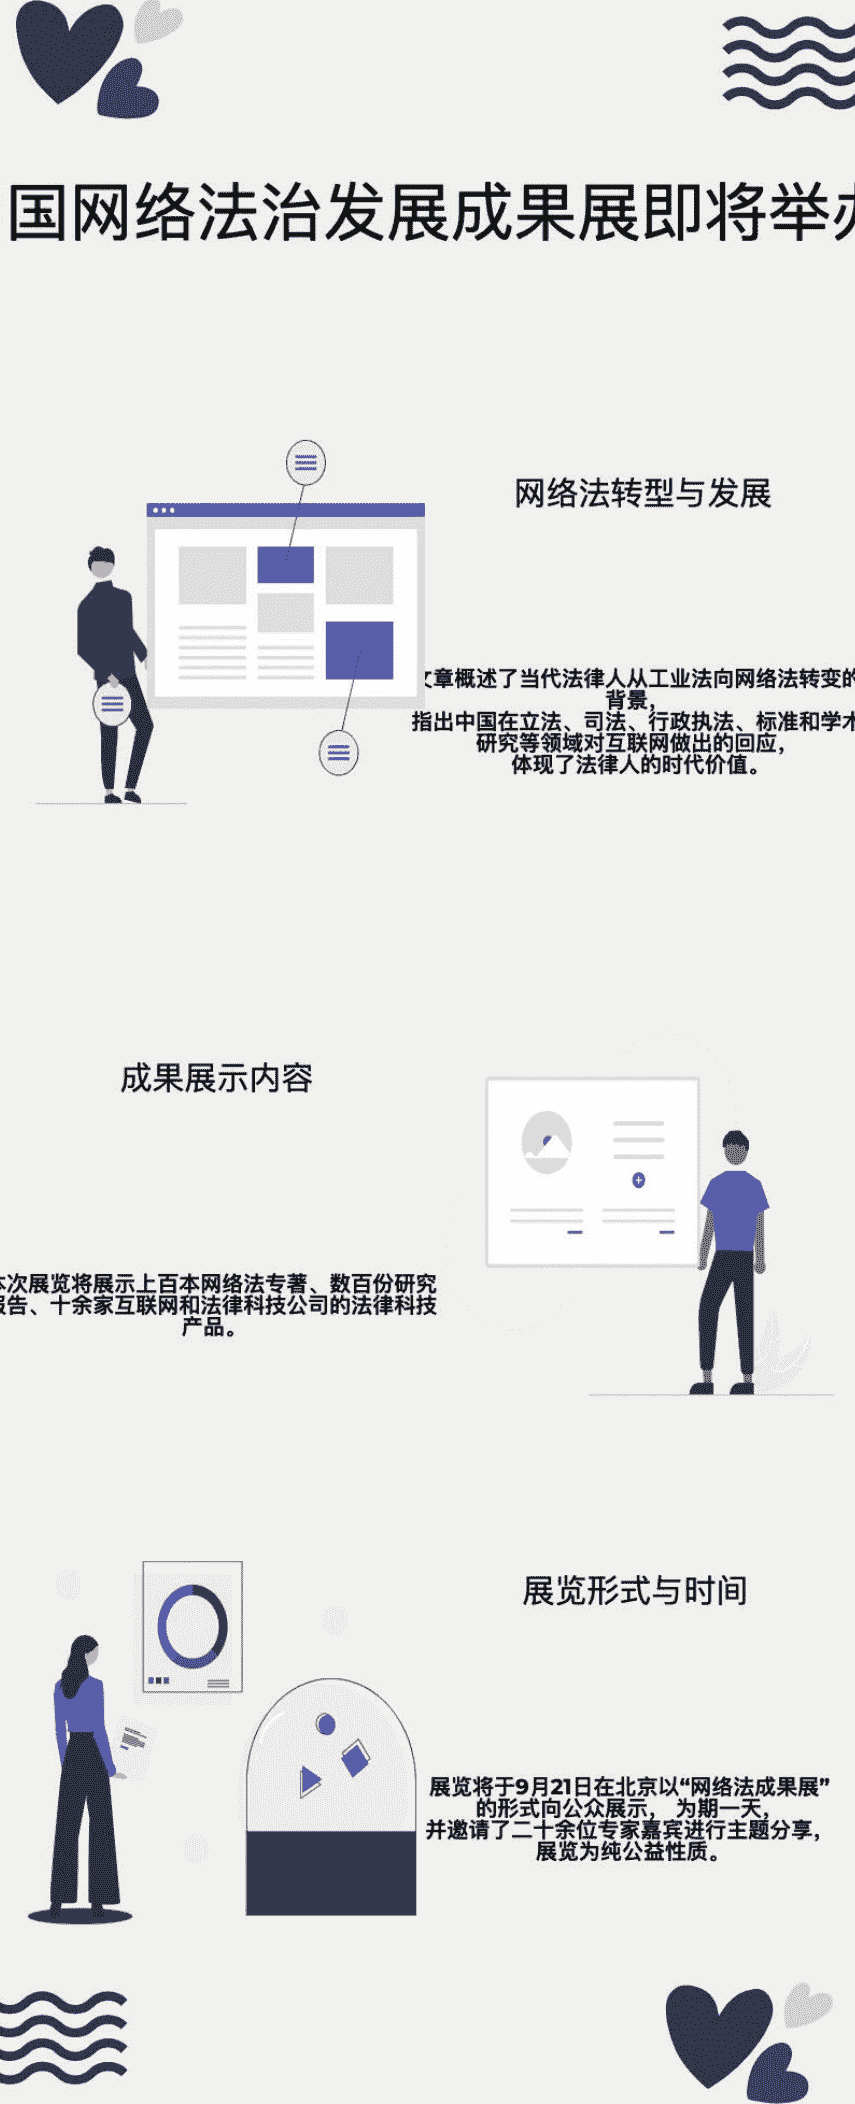 国网络法治发展成果展即将举办
网络法转型与发展
文章概述了当代法律人从工业法向网络法转变的
背景，
指出中国在立法、司法、行政执法、标准和学术
研究等领域对互联网做出的回应，
体现了法律人的时代价值。
成果展示内容
本次展览将展示上百本网络法专著、数百份研究
报告、十余家互联网和法律科技公司的法律科技
产品。
展览形式与时间
展览将于9月21日在北京以“网络法成果展”
的形式向公众展示， 为期一天，
并邀请了二十余位专家嘉宾进行主题分享，
展览为纯公益性质。